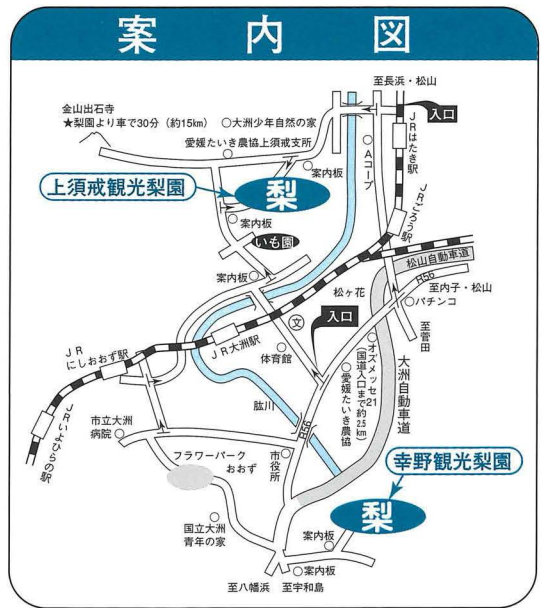 案内図
至長浜・松山
金山出石寺
★梨園より車で30分（約15km）
大洲少年自然の家
入口
愛媛たいき農協上須戒支所
JRはたき駅
Aコープ
案内板
上須戒観光梨園
梨
案内板
JRごろう駅
いも園
松山自動車道
案内板
R56
松ヶ花
至内子・松山
パチンコ
文
入口
至菅田
JR
にしおおず駅
JR大洲駅
体育館
オズメッセ21
（国道入口まで約2.5km）
愛媛たいき農協
大洲自動車道
JRいよひらの駅
肱川
市立大洲
病院
R56
フラワーパーク
おおず
市役所
幸野観光梨園
梨
国立大洲
青年の家
案内板
案内板
至八幡浜
至宇和島